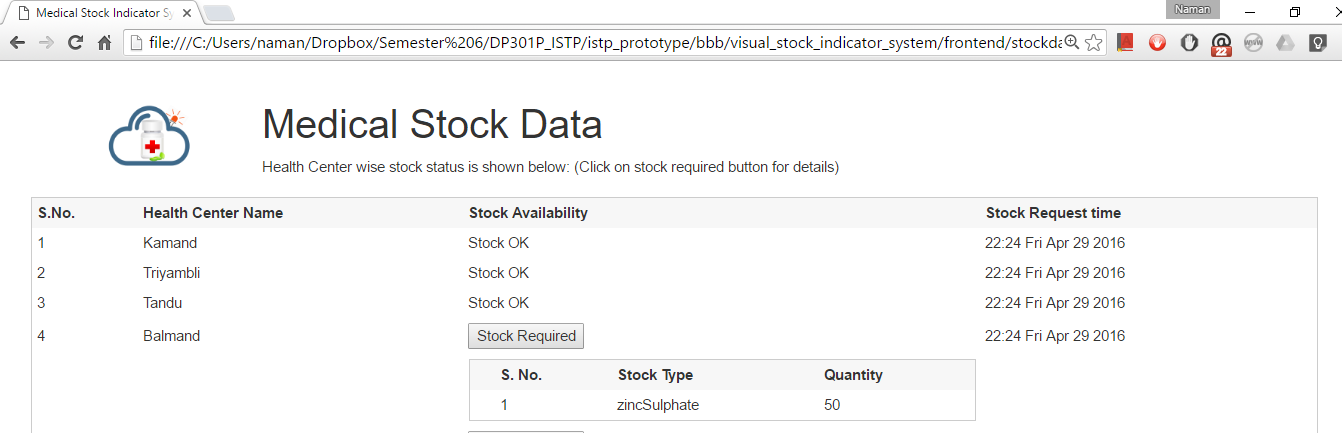 Medical Stock Indicator Sy
Naman
file:///C:/Users/naman/Dropbox/Semester%206/DP301P_ISTP/istp_prototype/bbb/visual_stock_indicator_system/frontend/stockda
22
Medical Stock Data
Health Center wise stock status is shown below: (Click on stock required button for details)
S.No. Health Center Name Stock Availability Stock Request time
1 Kamand Stock OK 22:24 Fri Apr 29 2016
2 Triyambli Stock OK 22:24 Fri Apr 29 2016
3 Tandu Stock OK 22:24 Fri Apr 29 2016
4 Balmand Stock Required 22:24 Fri Apr 29 2016
S. No. Stock Type Quantity
1 zincSulphate 50